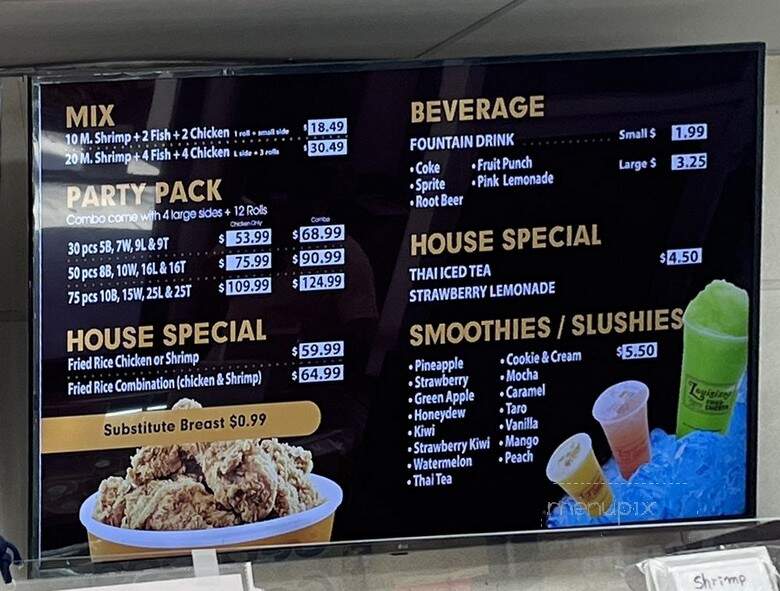 MIX
10 M. Shrimp + 2 Fish + 2 Chicken 1 roll + small side $ 18.49
20 M. Shrimp + 4 Fish + 4 Chicken L side + 3 rolls $ 30.49
PARTY PACK
Combo come with 4 large sides + 12 Rolls
Chicken Only Combo
30 pcs 5B, 7W, 9L & 9T $ 53.99 $ 68.99
50 pcs 8B, 10W, 16L & 16T $ 75.99 $ 90.99
75 pcs 10B, 15W, 25L & 25T $ 109.99 $ 124.99
HOUSE SPECIAL
Fried Rice Chicken or Shrimp $ 59.99
Fried Rice Combination (chicken & Shrimp) $ 64.99
Substitute Breast $0.99
BEVERAGE
FOUNTAIN DRINK Small $ 1.99
Large $ 3.25
• Coke
• Sprite
• Root Beer
• Fruit Punch
• Pink Lemonade
HOUSE SPECIAL
THAI ICED TEA $ 4.50
STRAWBERRY LEMONADE
SMOOTHIES / SLUSHIES
$ 5.50
• Pineapple
• Strawberry
• Green Apple
• Honeydew
• Kiwi
• Strawberry Kiwi
• Watermelon
• Thai Tea
• Cookie & Cream
• Mocha
• Caramel
• Taro
• Vanilla
• Mango
• Peach
Louisiana
FRIED
CHICKEN
menupix
LG
Shrimp